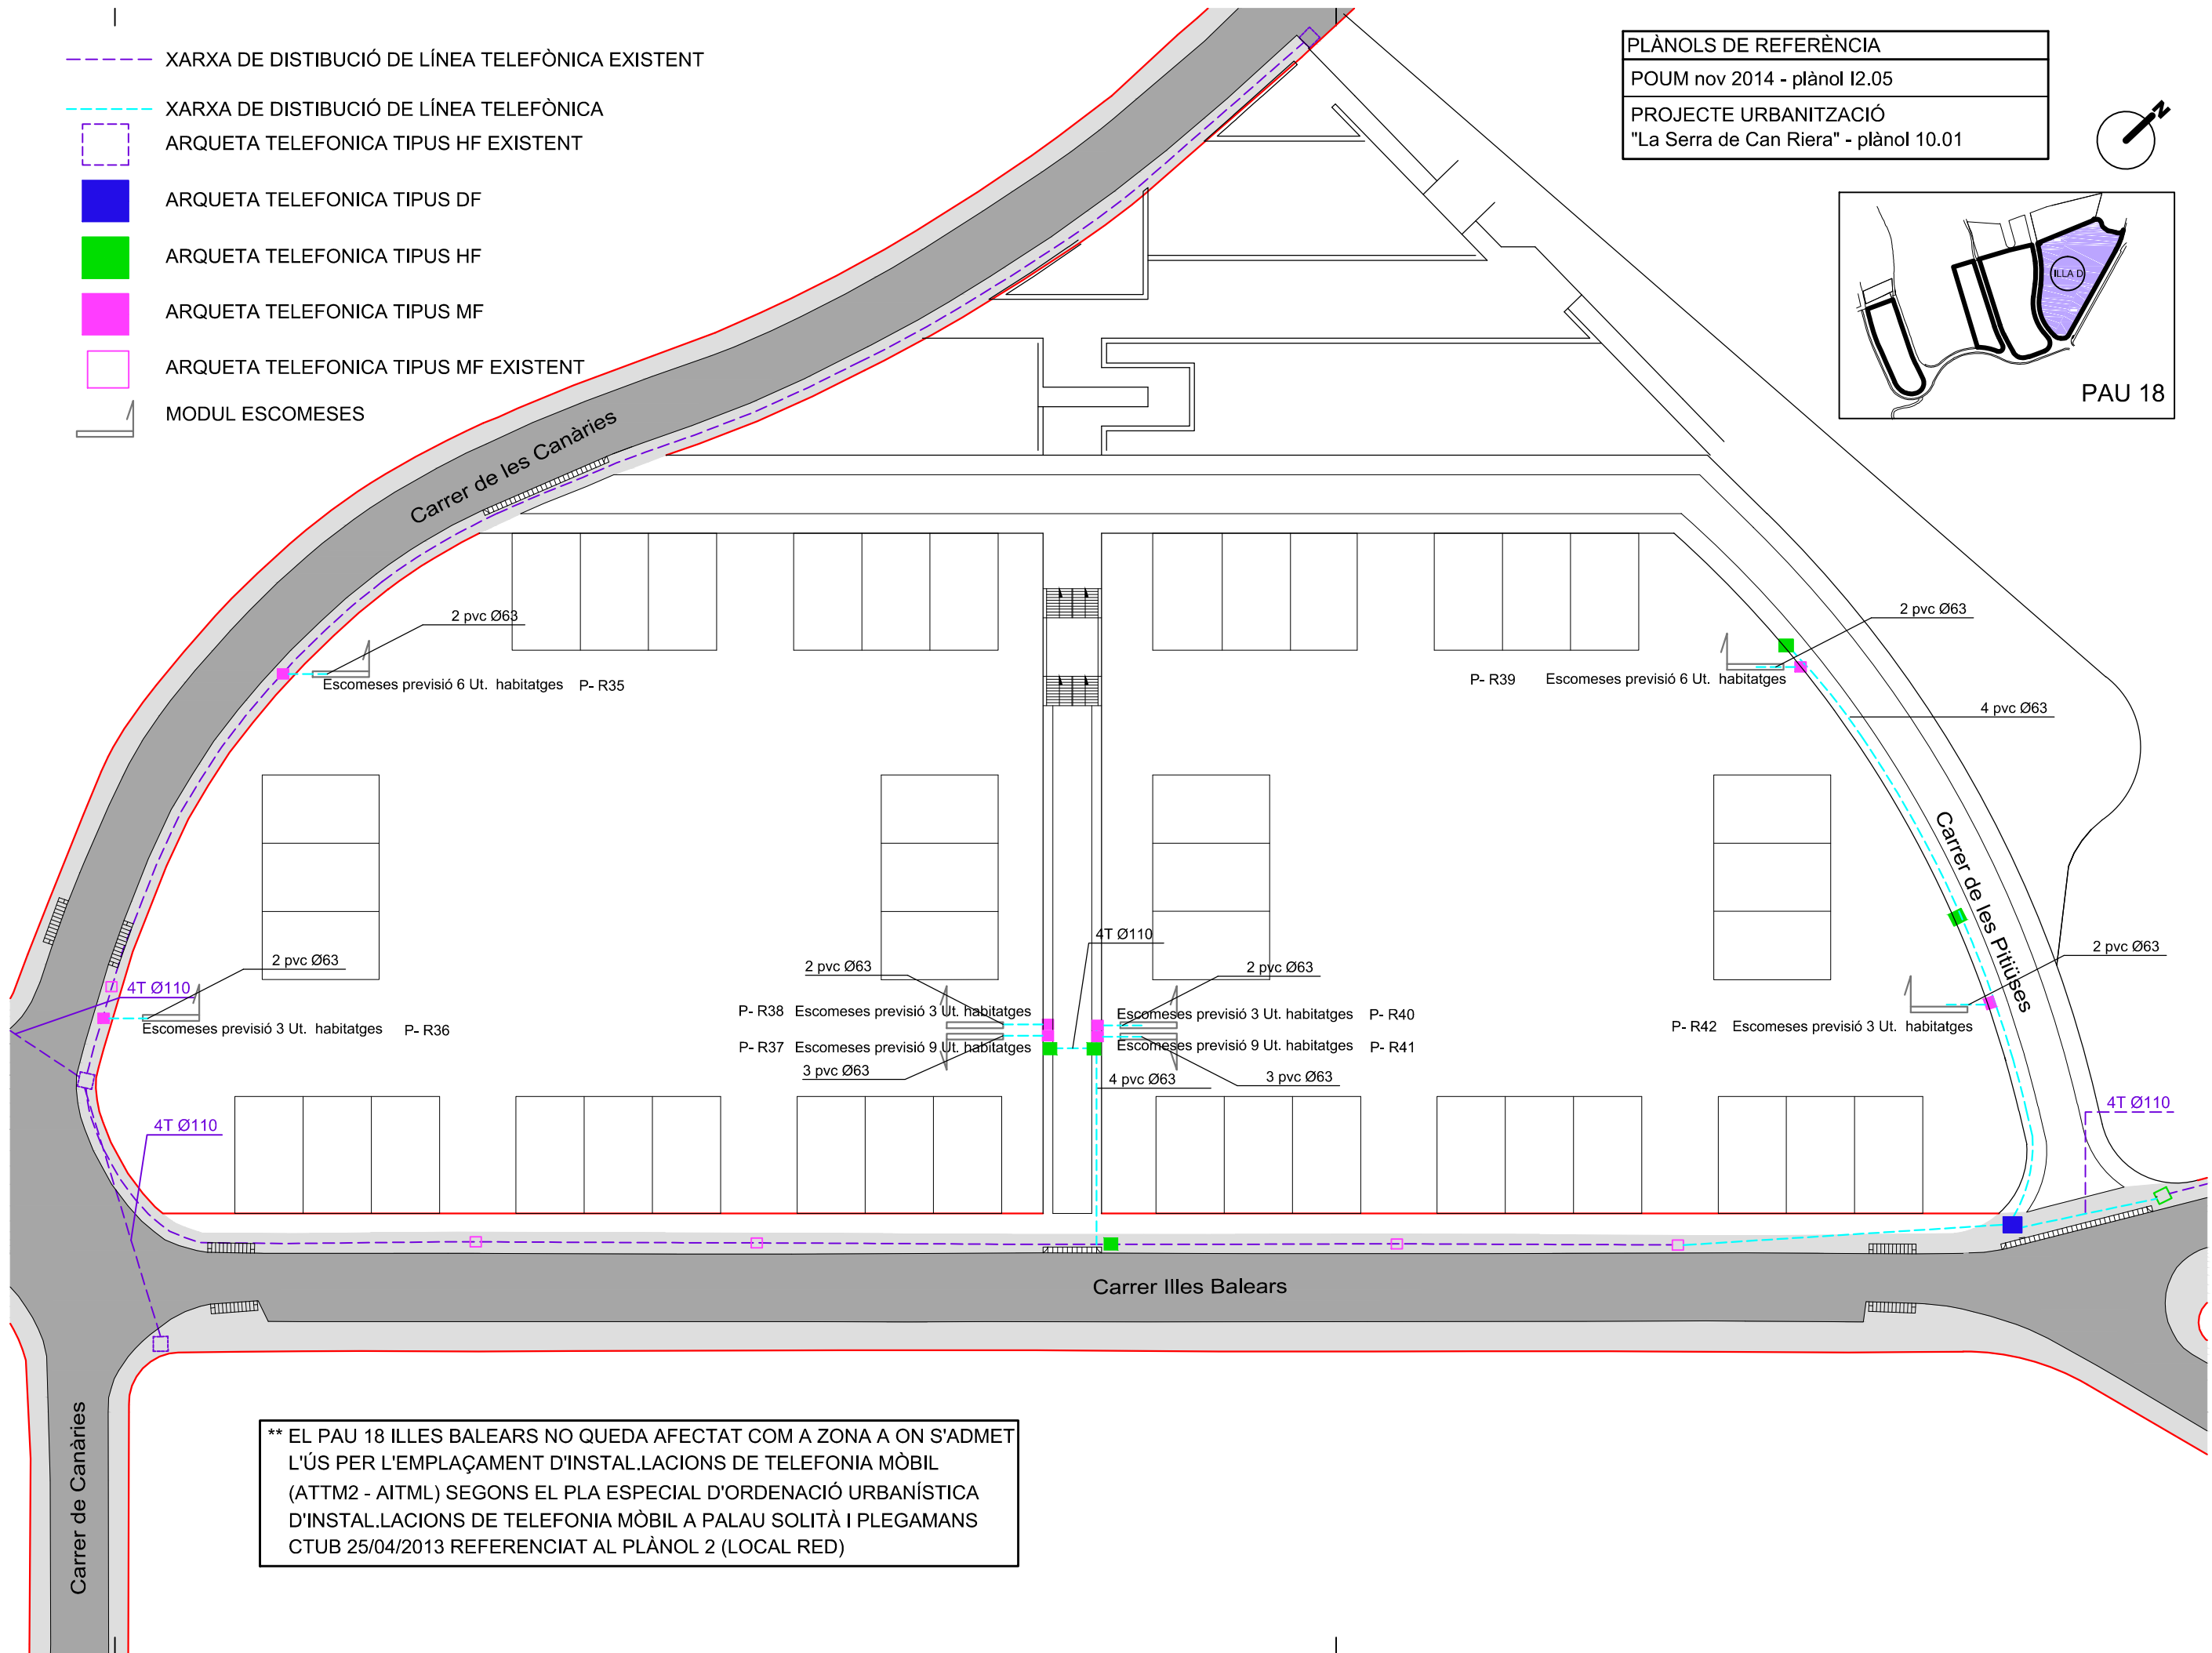 XARXA DE DISTIBUCIÓ DE LÍNEA TELEFÒNICA EXISTENT
XARXA DE DISTIBUCIÓ DE LÍNEA TELEFÒNICA
ARQUETA TELEFONICA TIPUS HF EXISTENT
ARQUETA TELEFONICA TIPUS DF
ARQUETA TELEFONICA TIPUS HF
ARQUETA TELEFONICA TIPUS MF
ARQUETA TELEFONICA TIPUS MF EXISTENT
MODUL ESCOMESES
PLÀNOLS DE REFERÈNCIA
POUM nov 2014 - plànol I2.05
PROJECTE URBANITZACIÓ
"La Serra de Can Riera" - plànol 10.01
N
ILLA D
PAU 18
Carrer de les Canàries
2 pvc Ø63
Escomeses previsió 6 Ut. habitatges P- R35
2 pvc Ø63
P- R39 Escomeses previsió 6 Ut. habitatges
4 pvc Ø63
Carrer de les Pitiüses
2 pvc Ø63
4T Ø110
Escomeses previsió 3 Ut. habitatges P- R36
4T Ø110
2 pvc Ø63
2 pvc Ø63
P- R38 Escomeses previsió 3 Ut. habitatges
Escomeses previsió 3 Ut. habitatges P- R40
P- R37 Escomeses previsió 9 Ut. habitatges
Escomeses previsió 9 Ut. habitatges P- R41
3 pvc Ø63
4 pvc Ø63
3 pvc Ø63
2 pvc Ø63
P- R42 Escomeses previsió 3 Ut. habitatges
4T Ø110
4T Ø110
Carrer Illes Balears
Carrer de Canàries
** EL PAU 18 ILLES BALEARS NO QUEDA AFECTAT COM A ZONA A ON S'ADMET
L'ÚS PER L'EMPLAÇAMENT D'INSTAL.LACIONS DE TELEFONIA MÒBIL
(ATTM2 - AITML) SEGONS EL PLA ESPECIAL D'ORDENACIÓ URBANÍSTICA
D'INSTAL.LACIONS DE TELEFONIA MÒBIL A PALAU SOLITÀ I PLEGAMANS
CTUB 25/04/2013 REFERENCIAT AL PLÀNOL 2 (LOCAL RED)